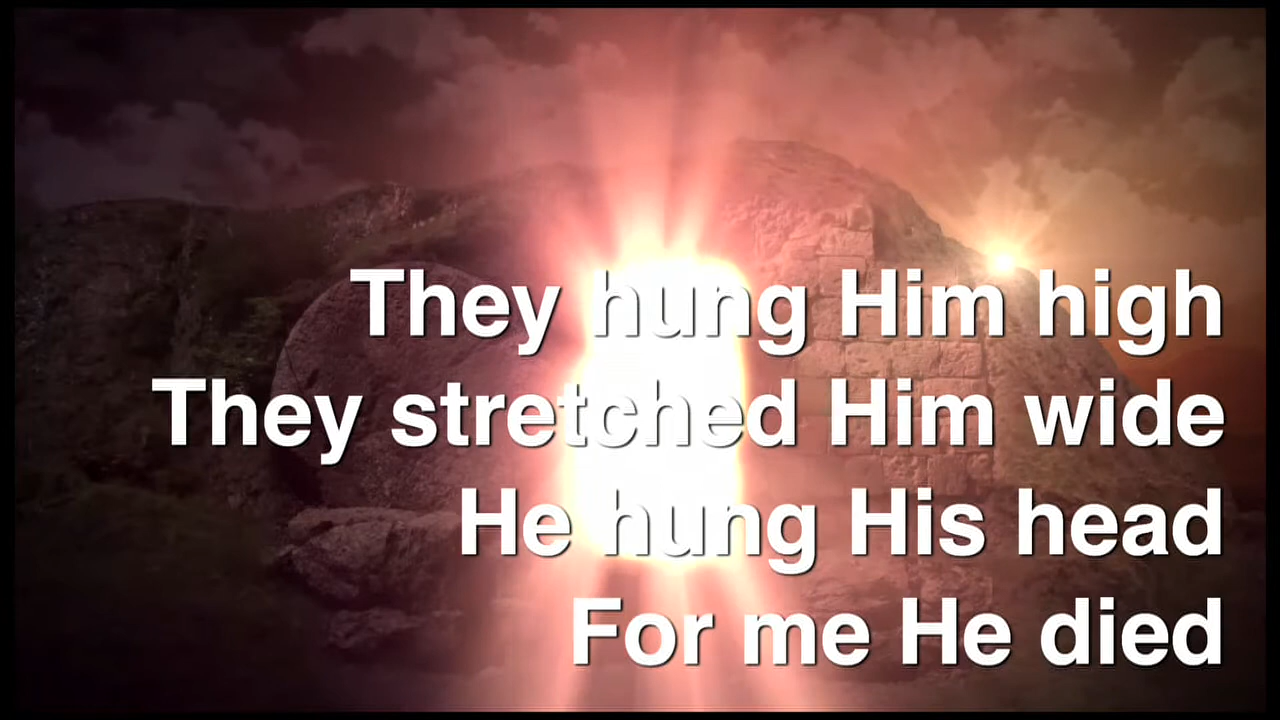 They hung Him high
They stretched Him wide
He hung His head
For me He died